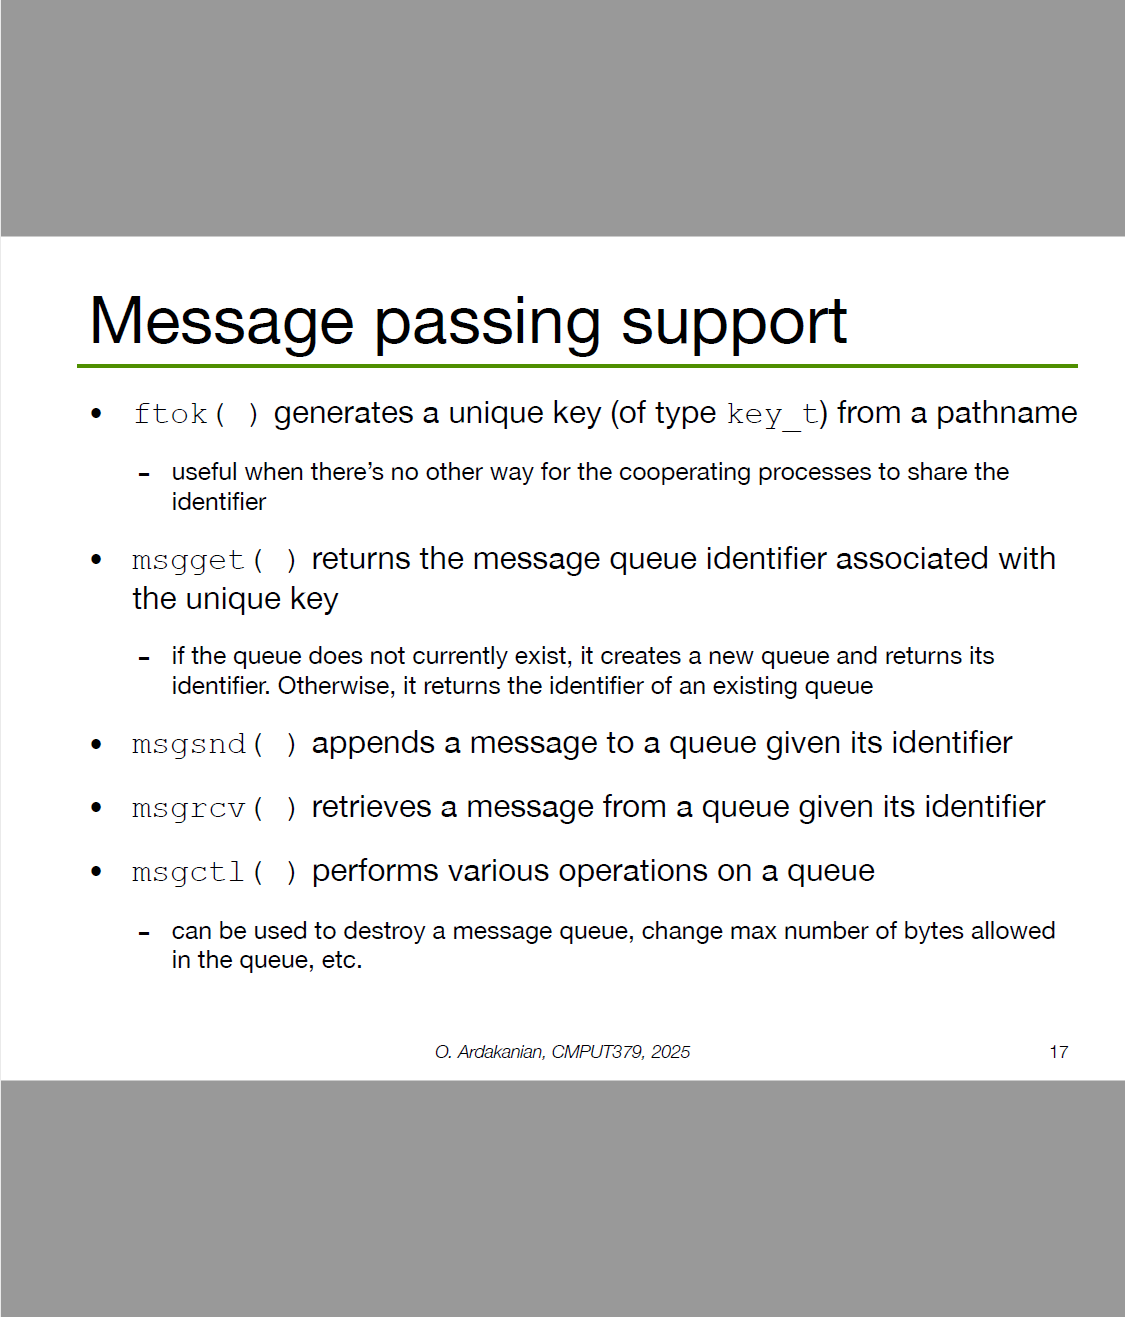 Message passing support
• ftok( ) generates a unique key (of type key_t) from a pathname
- useful when there's no other way for the cooperating processes to share the
identifier
• msgget( ) returns the message queue identifier associated with
the unique key
- if the queue does not currently exist, it creates a new queue and returns its
identifier. Otherwise, it returns the identifier of an existing queue
• msgsnd( ) appends a message to a queue given its identifier
• msgrcv( ) retrieves a message from a queue given its identifier
• msgctl( ) performs various operations on a queue
- can be used to destroy a message queue, change max number of bytes allowed
in the queue, etc.
O. Ardakanian, CMPUT379, 2025
17